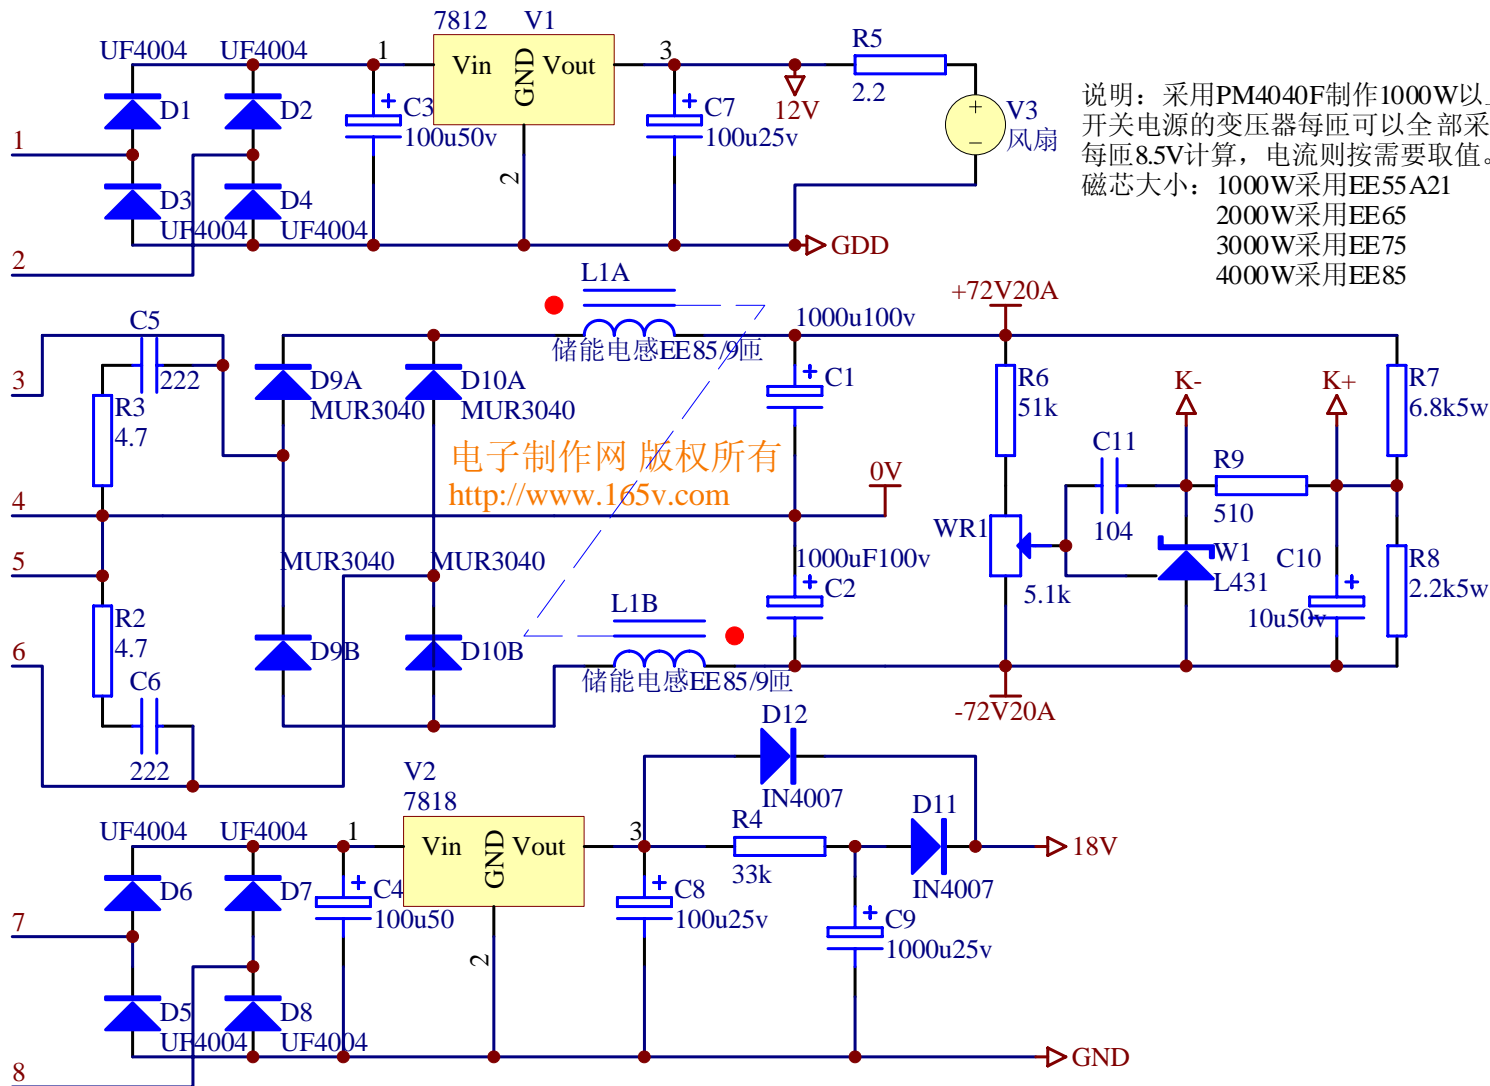 7812 V1
UF4004 UF4004
1 Vin GND Vout 3
R5
2.2
D1 D2
C3
100u50v
C7
100u25v
12V
V3
风扇
说明：采用PM4040F制作1000W以
开关电源的变压器每匝可以全部采
每匝8.5V计算，电流则按需要取值。
磁芯大小：1000W采用EE55A21
2000W采用EE65
3000W采用EE75
4000W采用EE85
1
2
D3 D4
UF4004 UF4004
2
GDD
L1A
储能电感EE85/9匝
+72V20A
1000u100v
C5
222
3
R3
4.7
D9A
MUR3040
D10A
MUR3040
C1
R6
51k
K-
K+
R7
6.8k5w
电子制作网 版权所有
http://www.165v.com
C11
104
R9
510
0V
4
WR1
5.1k
5
MUR3040 MUR3040
1000uF100v
C2
W1
L431
C10
10u50v
R8
2.2k5w
R2
4.7
L1B
储能电感EE85/9匝
6
D9B D10B
C6
222
-72V20A
D12
IN4007
V2
7818
UF4004 UF4004
1 Vin GND Vout 3
R4
33k
D11
IN4007
18V
D6 D7
C4
100u50
C8
100u25v
C9
1000u25v
7
2
D5 D8
UF4004 UF4004
GND
8